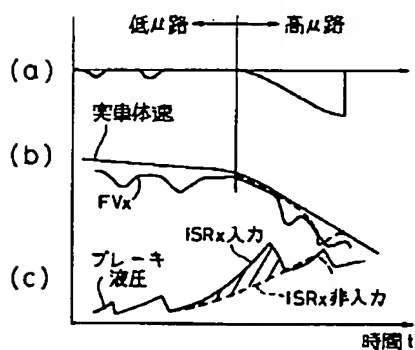 低μ路 高μ路
(a)
実車体速
(b)
FVx
iSRx入力
(c)
ブレーキ
液圧
iSRx非入力
時間t